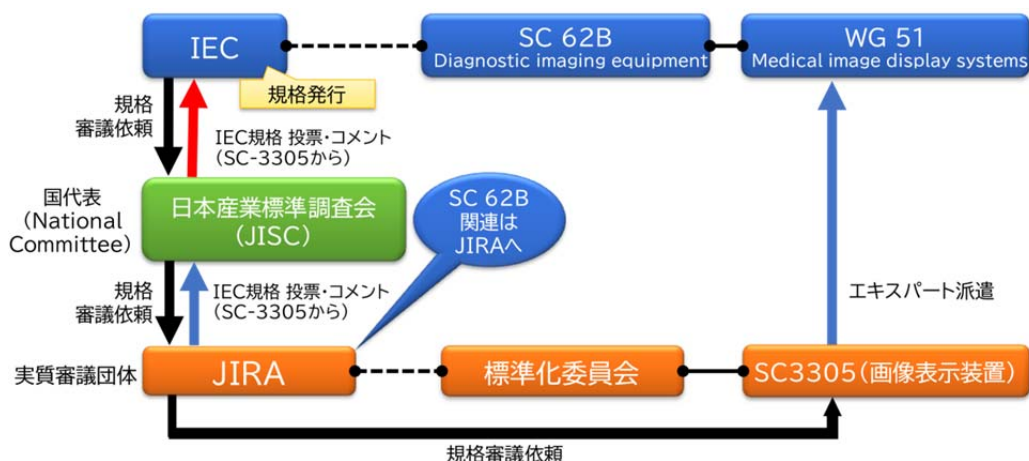 IEC
SC 62B
Diagnostic imaging equipment
WG 51
Medical image display systems
規格発行
規格
審議依頼
IEC規格 投票・コメント
(SC-3305から)
国代表
(National
Committee)
日本産業標準調査会
(JISC)
SC 62B
関連は
JIRAへ
規格
審議依頼
IEC規格 投票・コメント
(SC-3305から)
エキスパート派遣
実質審議団体
JIRA
標準化委員会
SC3305(画像表示装置)
規格審議依頼